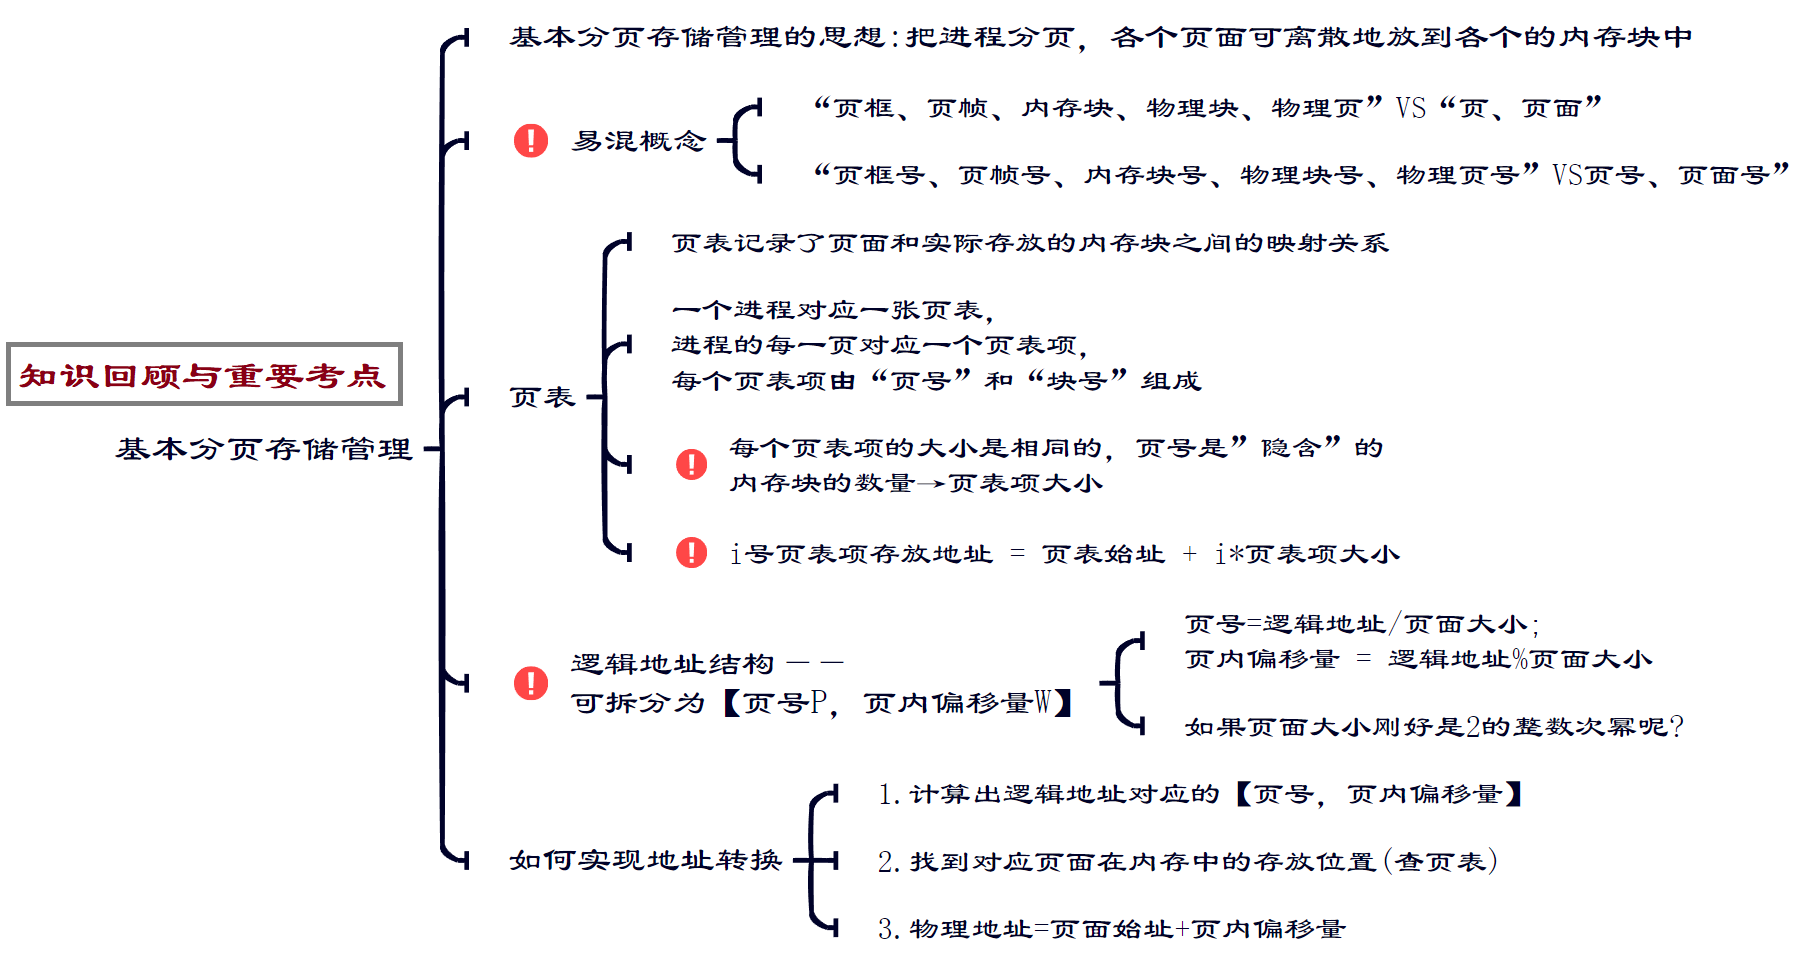 基本分页存储管理的思想:把进程分页，各个页面可离散地放到各个的内存块中
易混概念
“页框、页帧、内存块、物理块、物理页”VS“页、页面”
“页框号、页帧号、内存块号、物理块号、物理页号”VS页号、页面号”
页表记录了页面和实际存放的内存块之间的映射关系
一个进程对应一张页表，
进程的每一页对应一个页表项，
每个页表项由“页号”和“块号”组成
知识回顾与重要考点
页表
基本分页存储管理
每个页表项的大小是相同的，页号是”隐含”的
内存块的数量→页表项大小
i号页表项存放地址 = 页表始址 + i*页表项大小
逻辑地址结构——
可拆分为【页号P，页内偏移量W】
页号=逻辑地址/页面大小;
页内偏移量 = 逻辑地址%页面大小
如果页面大小刚好是2的整数次幂呢?
如何实现地址转换
1.计算出逻辑地址对应的【页号，页内偏移量】
2.找到对应页面在内存中的存放位置(查页表)
3.物理地址=页面始址+页内偏移量